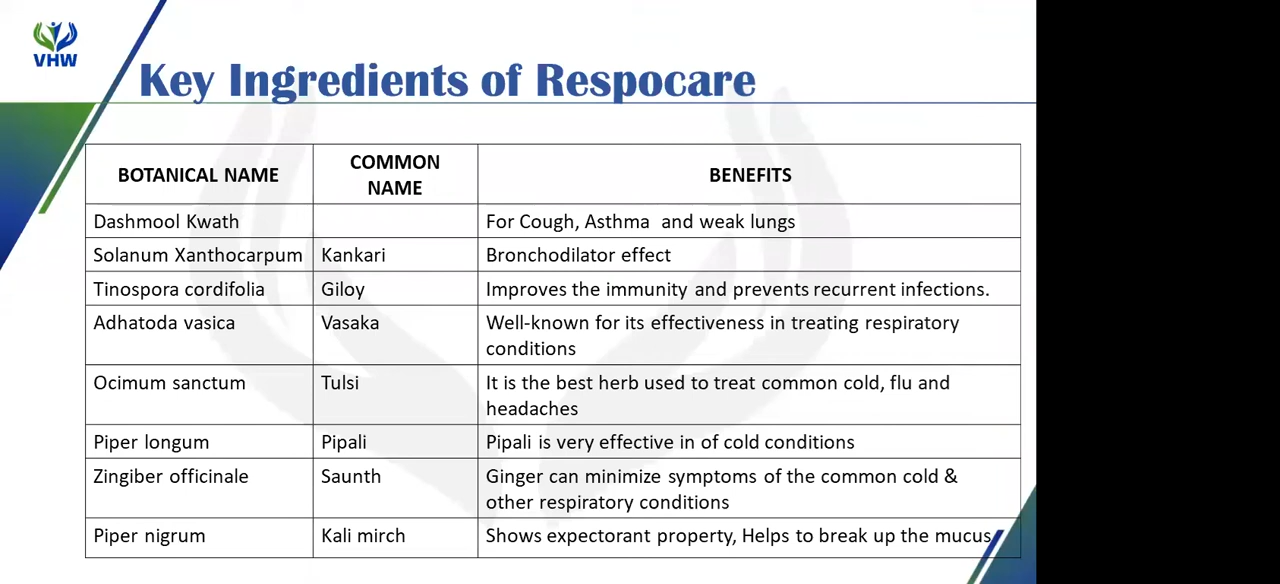 VHW
Key Ingredients of Respocare
BOTANICAL NAME
COMMON
NAME
BENEFITS
Dashmool Kwath
For Cough, Asthma and weak lungs
Solanum Xanthocarpum
Kankari
Bronchodilator effect
Tinospora cordifolia
Giloy
Improves the immunity and prevents recurrent infections.
Adhatoda vasica
Vasaka
Well-known for its effectiveness in treating respiratory
conditions
Ocimum sanctum
Tulsi
It is the best herb used to treat common cold, flu and
headaches
Piper longum
Pipali
Pipali is very effective in of cold conditions
Zingiber officinale
Saunth
Ginger can minimize symptoms of the common cold &
other respiratory conditions
Piper nigrum
Kali mirch
Shows expectorant property, Helps to break up the mucus